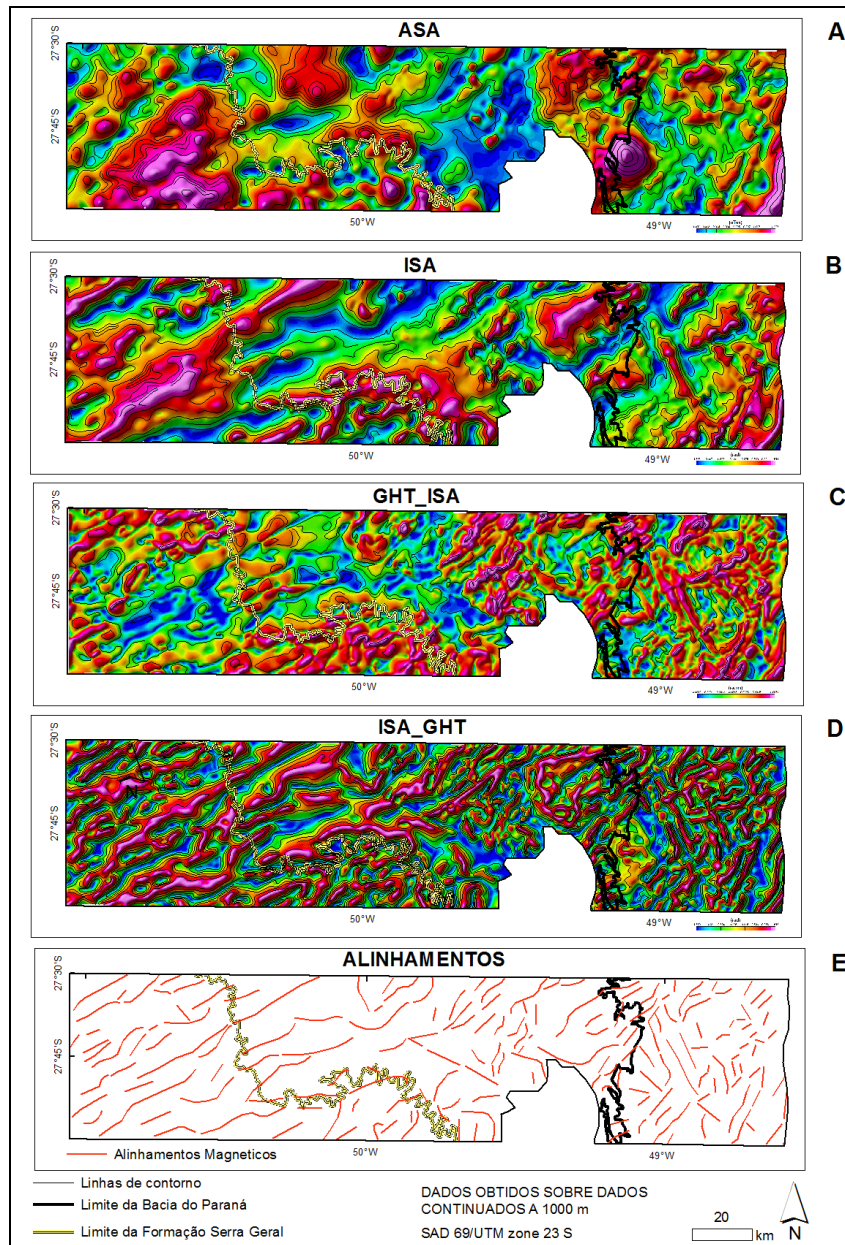 ASA
A
27°30'S
27°45'S
50°W
49°W
ISA
B
27°30'S
27°45'S
50°W
49°W
GHT_ISA
C
27°30'S
27°45'S
50°W
49°W
ISA_GHT
D
27°30'S
N
27°45'S
50°W
49°W
ALINHAMENTOS
E
27°30'S
27°45'S
Alinhamentos Magneticos
50°W
49°W
Linhas de contorno
Limite da Bacia do Paraná
Limite da Formação Serra Geral
DADOS OBTIDOS SOBRE DADOS
CONTINUADOS A 1000 m
SAD 69/UTM zone 23 S
20
km
N